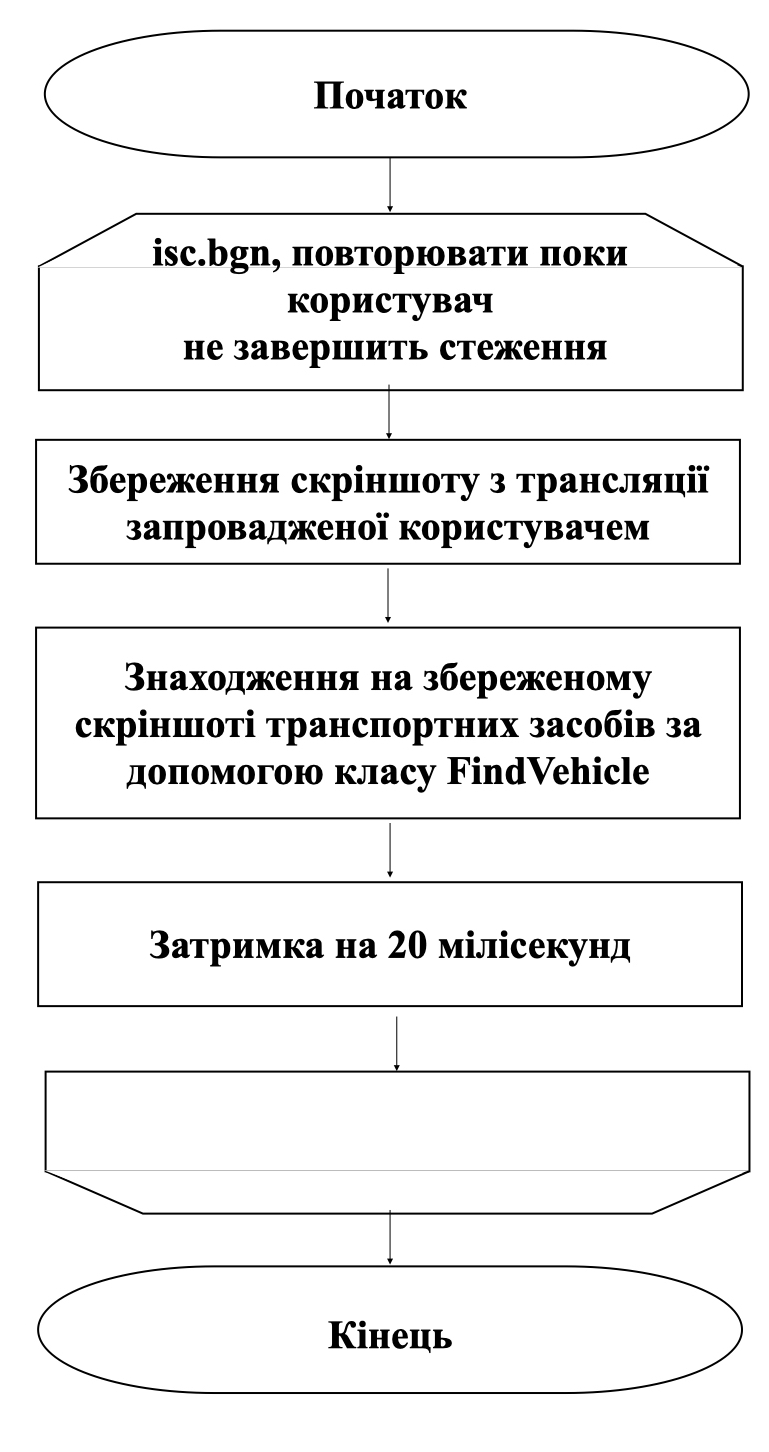 Початок
isc.bgn, повторювати поки
користувач
не завершить стеження
Збереження скріншоту з трансляції
запровадженої користувачем
Знаходження на збереженому
скріншоті транспортних засобів за
допомогою класу FindVehicle
Затримка на 20 мілісекунд
Кінець